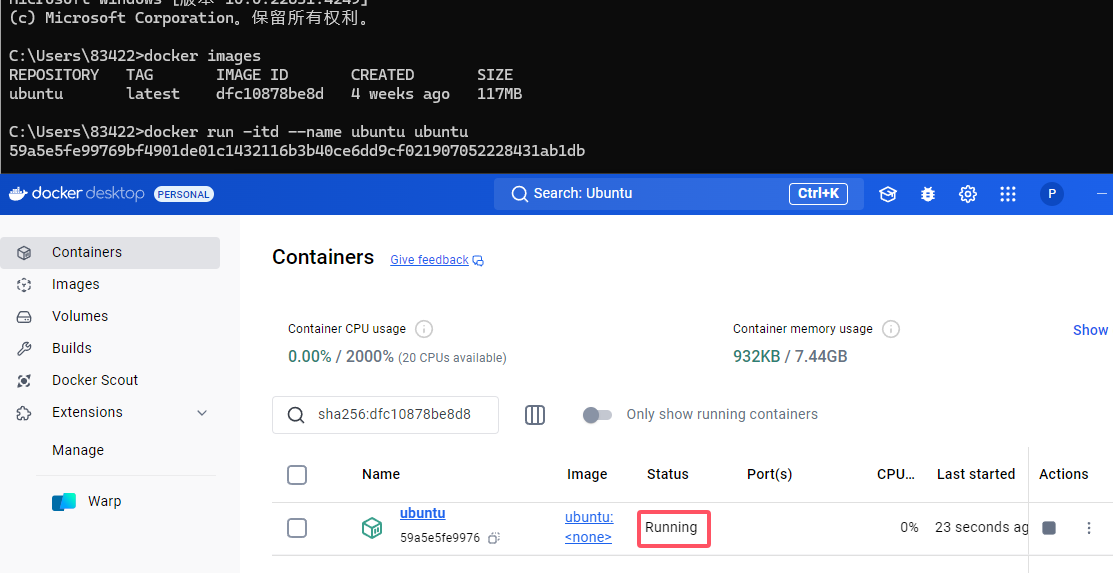 (c) Microsoft Corporation。保留所有权利。
C:\Users\83422>docker images
REPOSITORY TAG IMAGE ID CREATED SIZE
ubuntu latest dfc10878be8d 4 weeks ago 117MB
C:\Users\83422>docker run -itd --name ubuntu ubuntu
59a5e5fe99769bf4901de01c1432116b3b40ce6dd9cf021907052228431ab1db
docker desktop PERSONAL Search: Ubuntu Ctrl+K P
Containers
Images
Volumes
Builds
Docker Scout
Extensions
Manage
Warp
Containers Give feedback
Container CPU usage
0.00% / 2000% (20 CPUs available)
Container memory usage
932KB / 7.44GB
Show
sha256:dfc10878be8d8 Only show running containers
Name Image Status Port(s) CPU... Last started Actions
ubuntu
59a5e5fe9976
ubuntu:
<none>
Running 0% 23 seconds ag